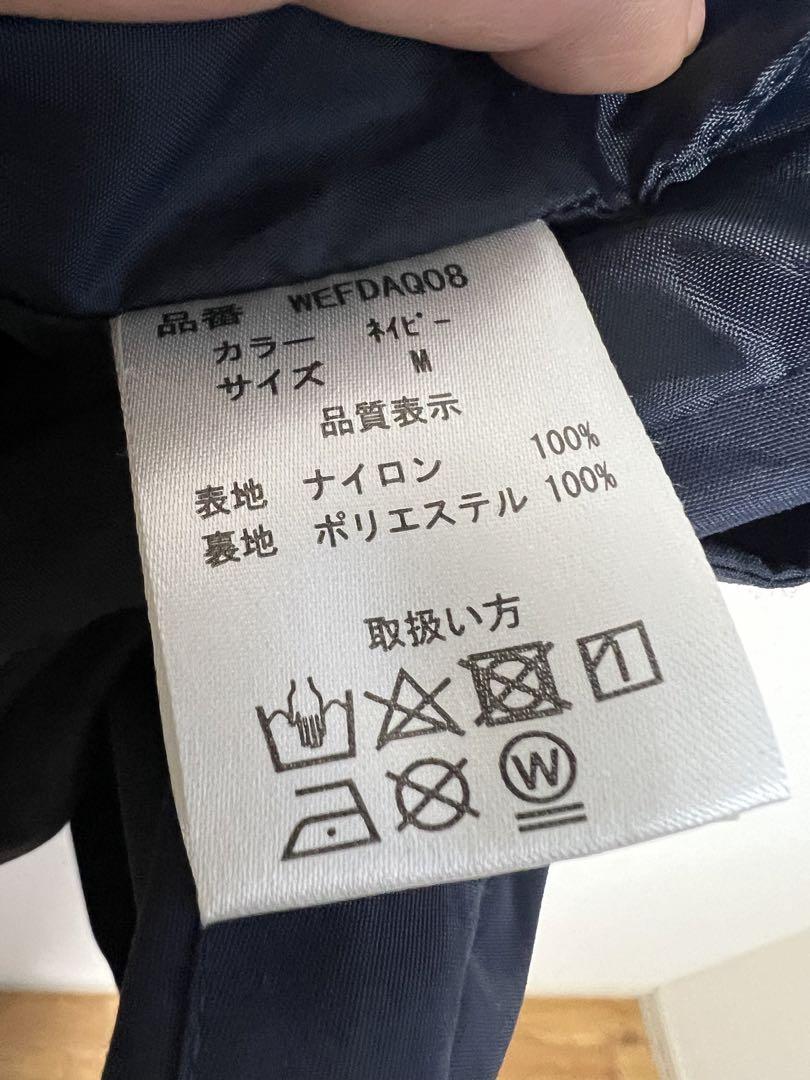 品番 WEFDAQ08
カラー ﾈｲﾋﾞｰ
サイズ M
品質表示
表地 ナイロン 100%
裏地 ポリエステル 100%
取扱い方
W